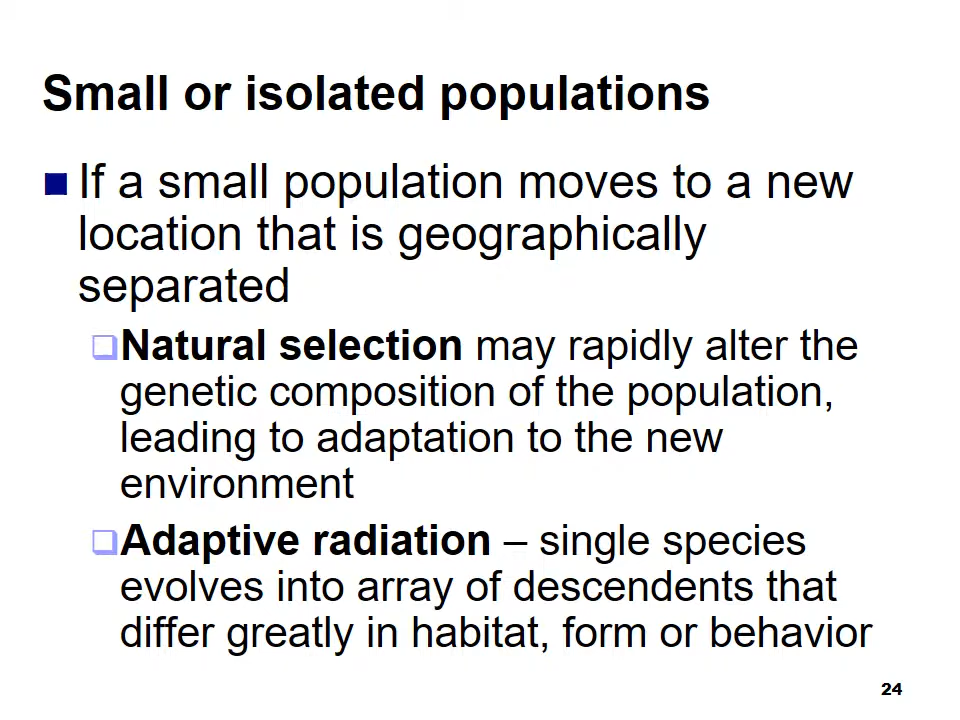 Small or isolated populations
If a small population moves to a new
location that is geographically
separated
Natural selection may rapidly alter the
genetic composition of the population,
leading to adaptation to the new
environment
Adaptive radiation – single species
evolves into array of descendents that
differ greatly in habitat, form or behavior
24